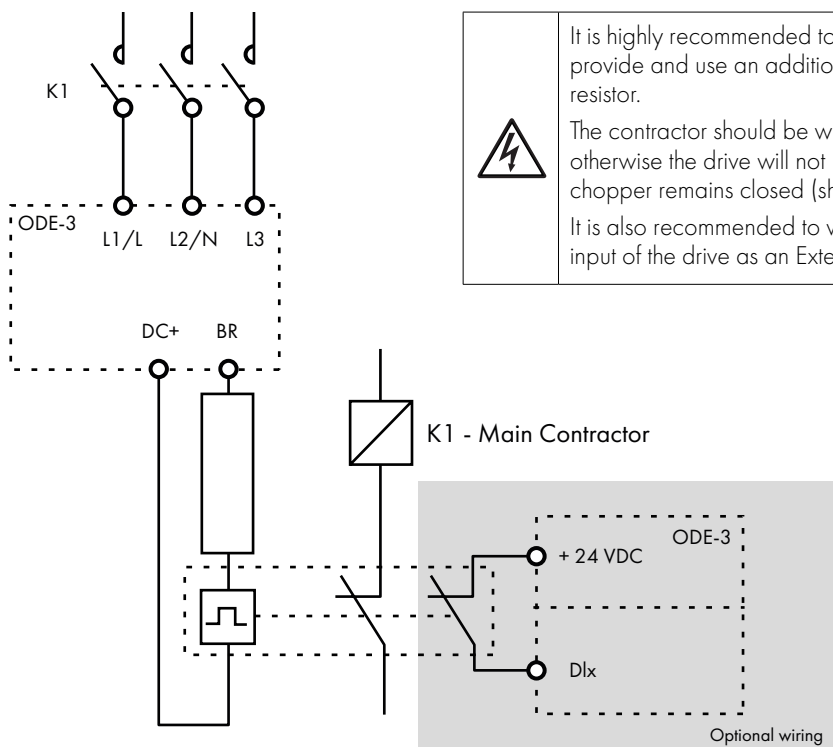 It is highly recommended to
provide and use an additio
resistor.
The contractor should be w
otherwise the drive will not
chopper remains closed (sh
It is also recommended to w
input of the drive as an Exte
K1
ODE-3
L1/L L2/N L3
DC+ BR
K1 - Main Contractor
ODE-3
+ 24 VDC
DIx
Optional wiring